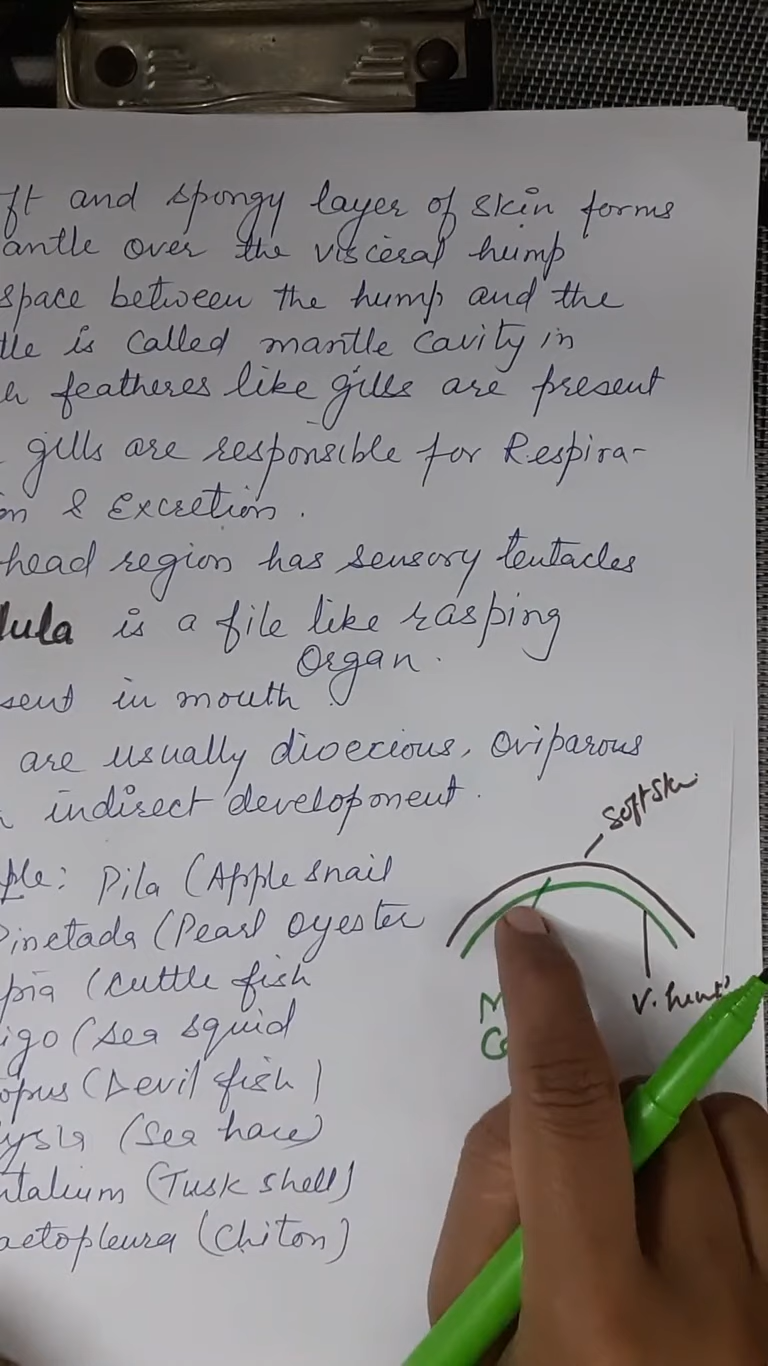 ft and spongy layer of skin forms
antle over the visceral hump
space between the hump and the
tle is called mantle cavity in
featheres like gills are present
gills are responsible for Respira-
on & Excretion.
head region has sensory tentacles
dula is a file like rasping
Organ.
sent in mouth
are usually dioecious, Oviparous
indirect development.
ple: Pila (Apple snail
Pinctada (Pearl oyester
pia (Cuttle fish
igo (sea squid
opus (Devil fish)
lysia (Sea hare)
ntalium (Tusk shell)
aetopleura (Chiton)
Soft Skin
V. hump